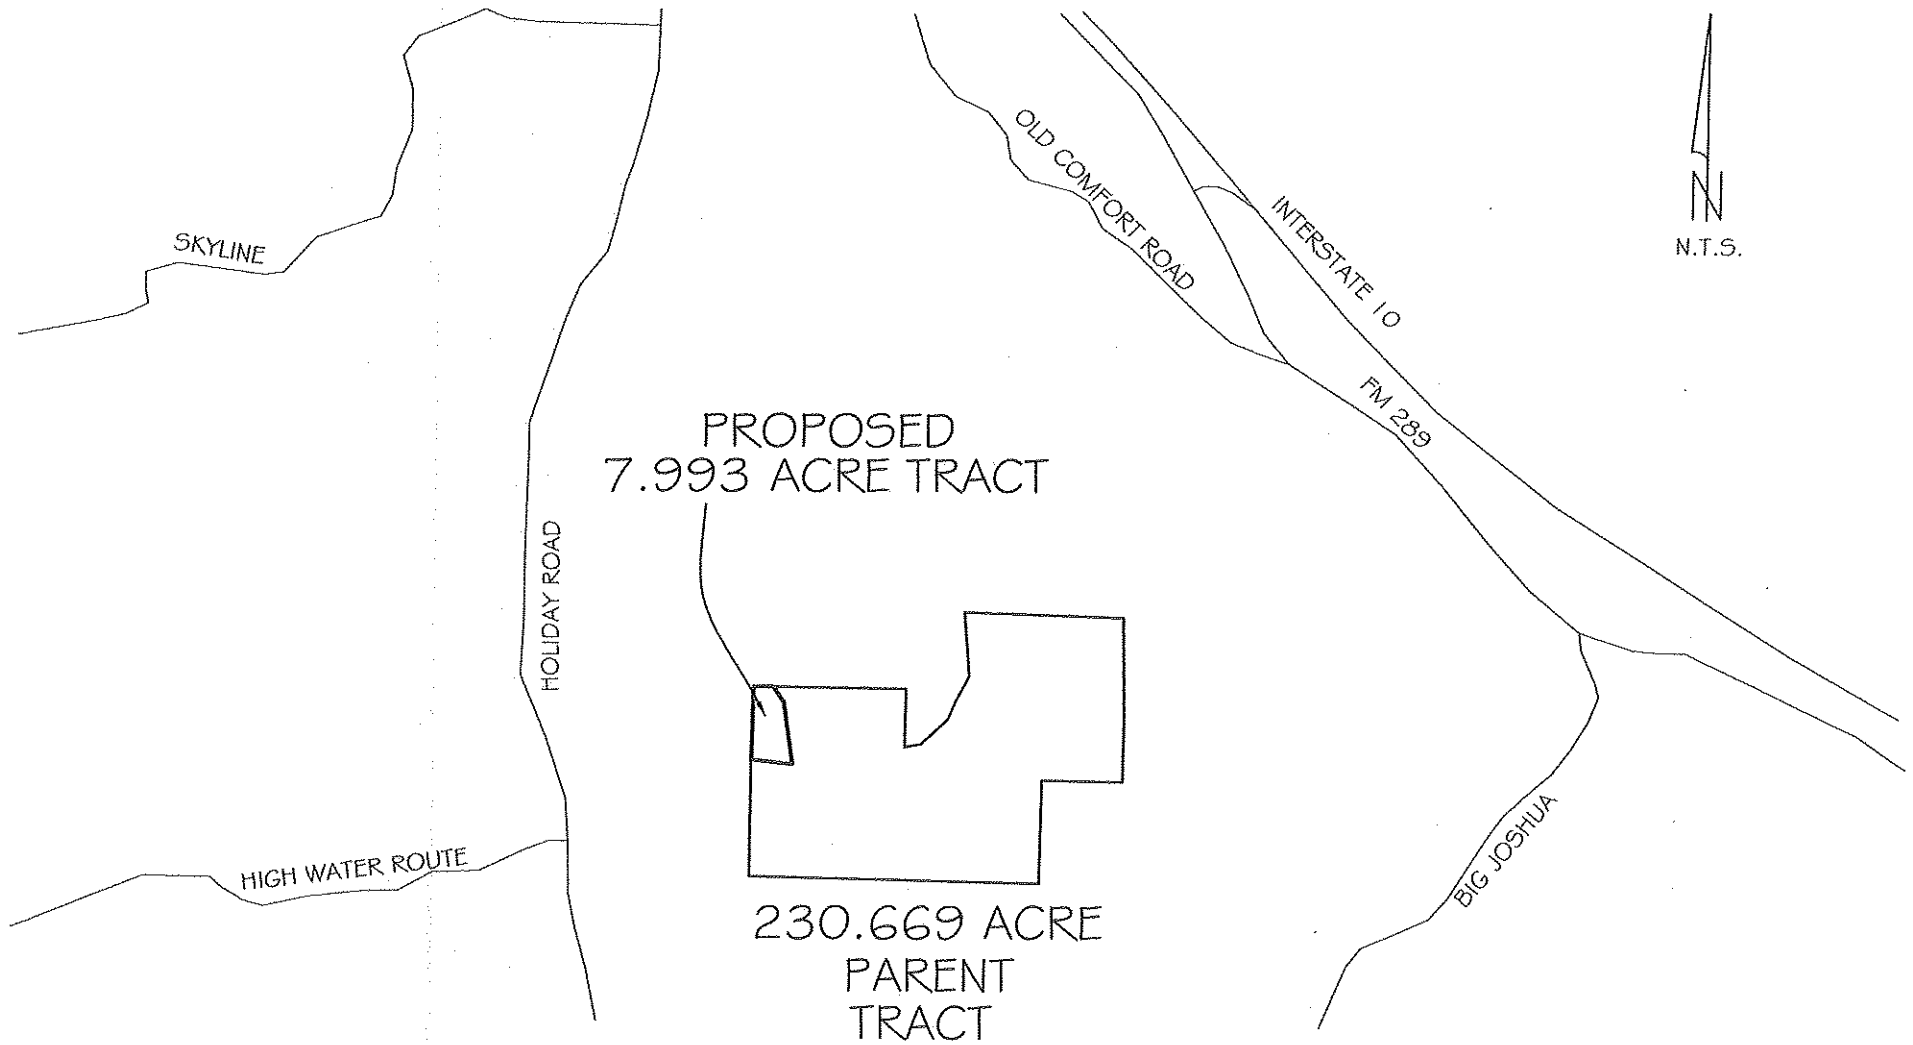 OLD COMFORT ROAD
N
N.T.S.
SKYLINE
INTERSTATE 10
FM 289
PROPOSED
7.993 ACRE TRACT
HOLIDAY ROAD
HIGH WATER ROUTE
BIG JOSHUA
230.669 ACRE
PARENT
TRACT